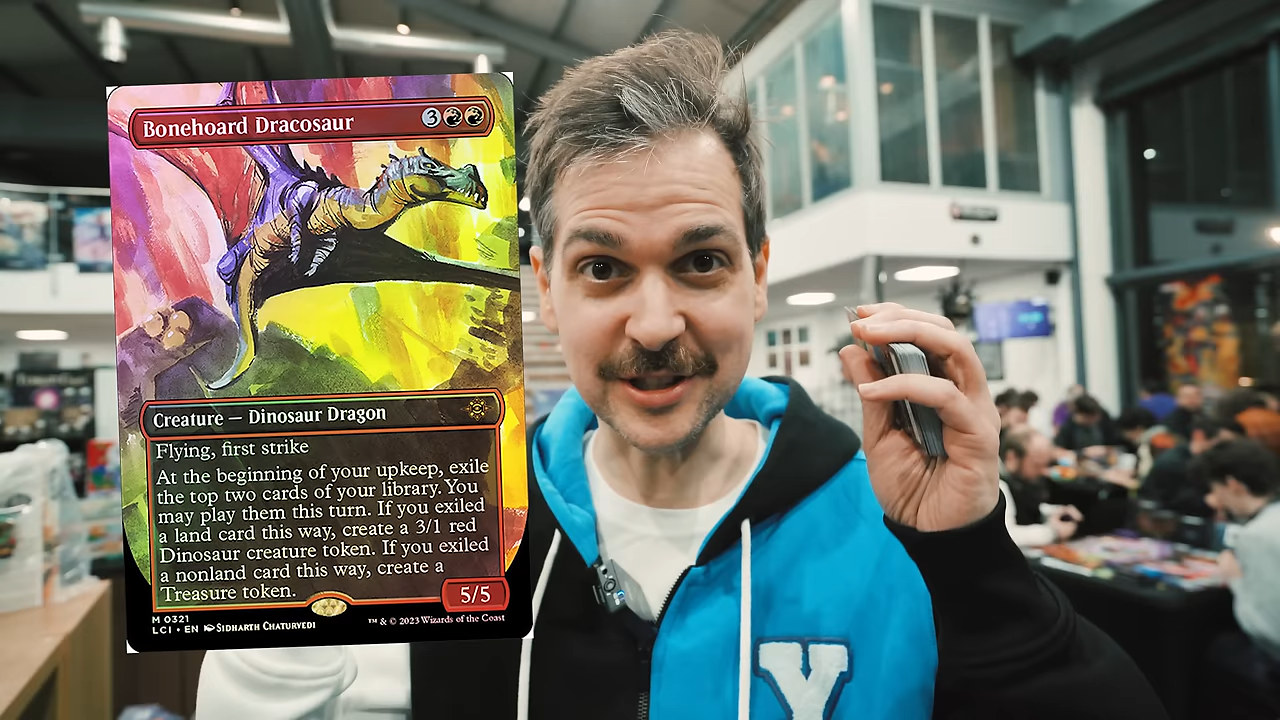 Bonehoard Dracosaur
3
Creature — Dinosaur Dragon
Flying, first strike
At the beginning of your upkeep, exile
the top two cards of your library. You
may play them this turn. If you exiled
a land card this way, create a 3/1 red
Dinosaur creature token. If you exiled
a nonland card this way, create a
Treasure token.
5/5
M 0321
LCI • EN SIDHARTH CHATURVEDI
™ & © 2023 Wizards of the Coast
Y